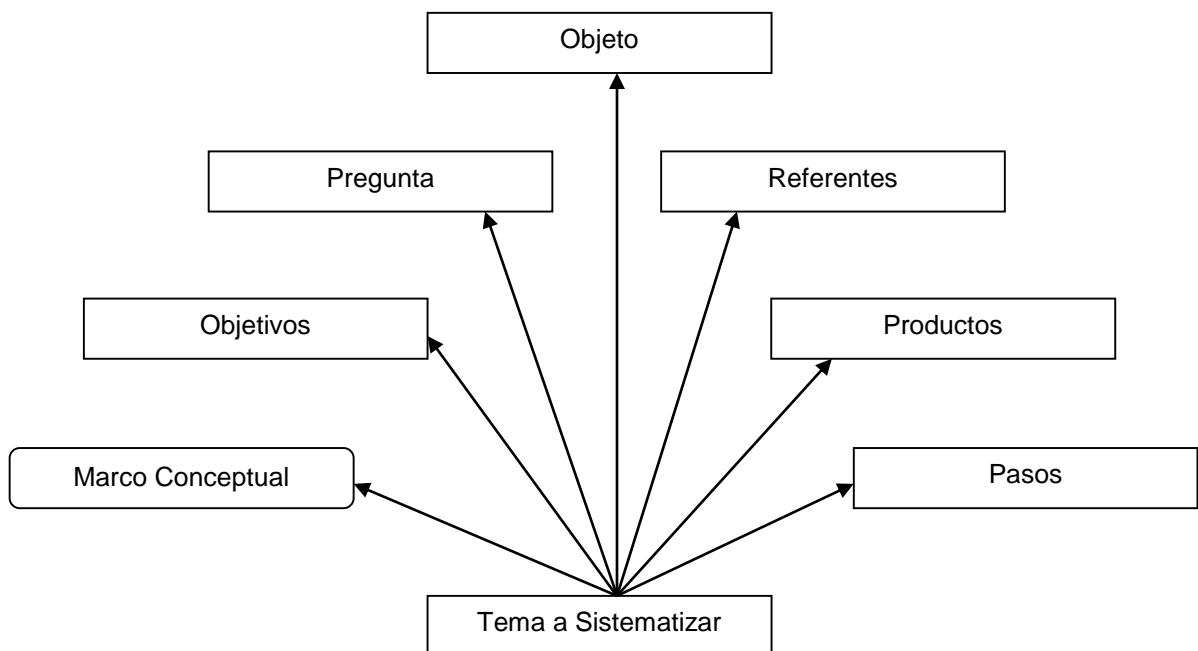 Objeto
Pregunta
Referentes
Objetivos
Productos
Marco Conceptual
Pasos
Tema a Sistematizar